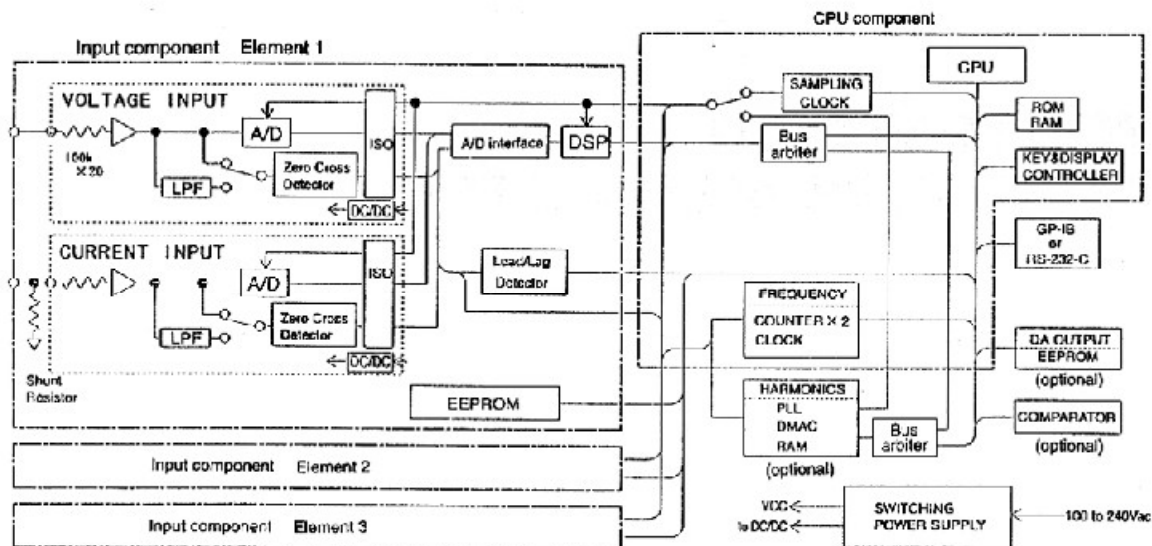 CPU component
Input component Element 1
VOLTAGE INPUT
A/D
ISO
100k
× 20
LPF
Zero Cross
Detector
DC/DC
A/D interface
DSP
CURRENT INPUT
A/D
ISO
LPF
Zero Cross
Detector
DC/DC
Shunt
Resistor
Lead/Lag
Detector
EEPROM
Input component Element 2
Input component Element 3
CPU
SAMPLING
CLOCK
ROM
RAM
Bus
arbiter
KEY&DISPLAY
CONTROLLER
GP-IB
or
RS-232-C
FREQUENCY
COUNTER × 2
CLOCK
DA OUTPUT
EEPROM
(optional)
HARMONICS
PLL
DMAC
RAM
(optional)
Bus
arbiter
COMPARATOR
(optional)
VCC
to DC/DC
SWITCHING
POWER SUPPLY
100 to 240Vac